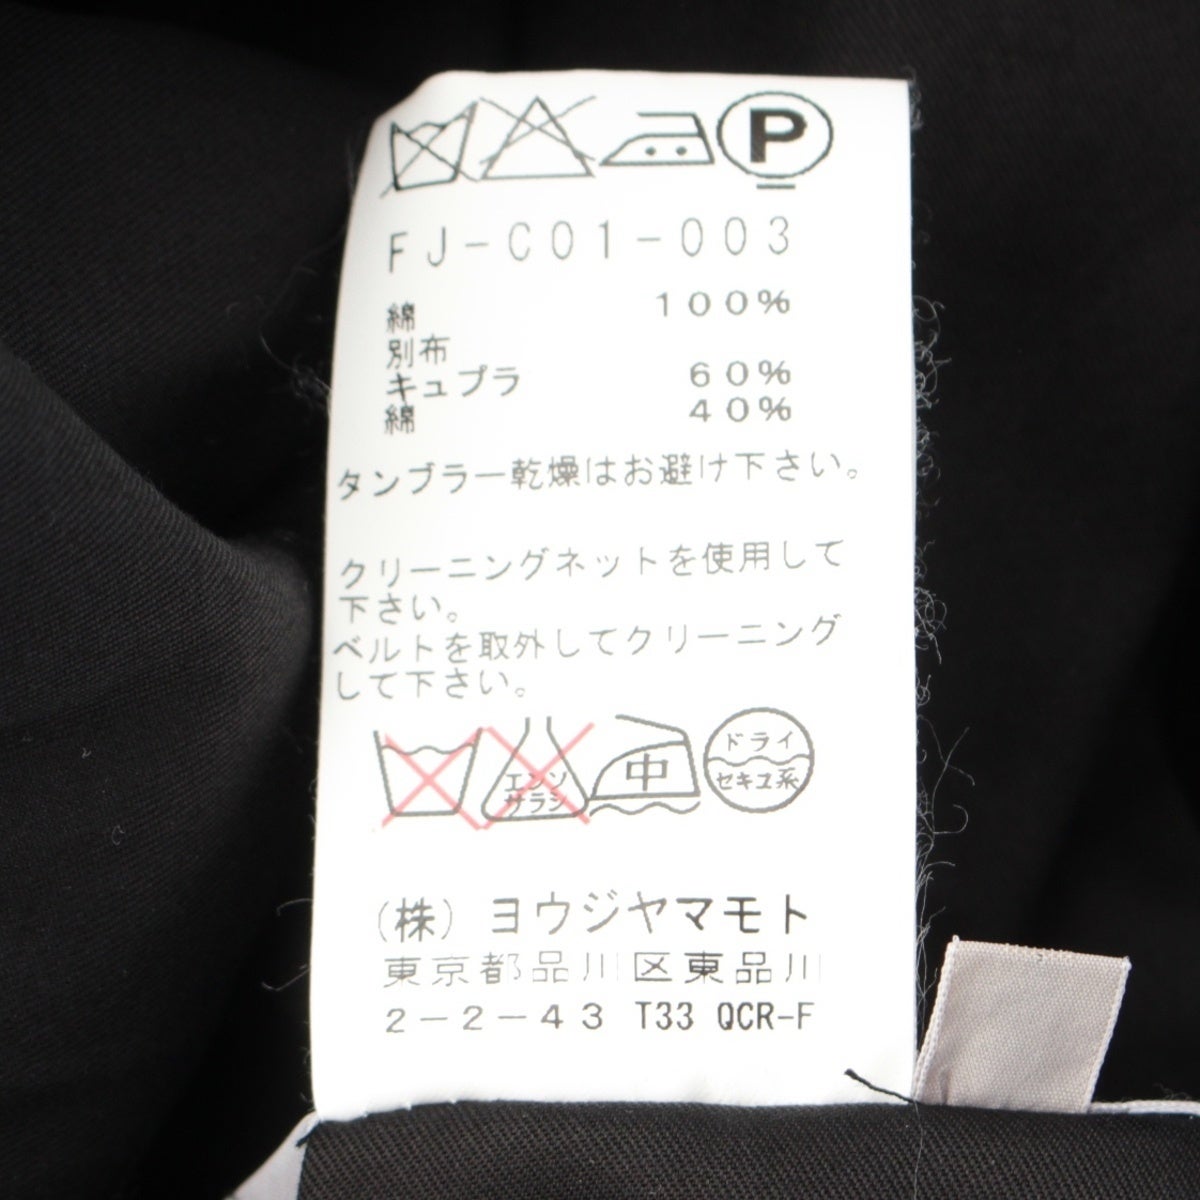 P
FJ-C01-003
綿 100%
別布
キュプラ 60%
綿 40%
タンブラー乾燥はお避け下さい。
クリーニングネットを使用して
下さい。
ベルトを取外してクリーニング
して下さい。
エンソ
サラシ
中
ドライ
セキユ系
(株) ヨウジヤマモト
東京都品川区東品川
2-2-43 T33 QCR-F